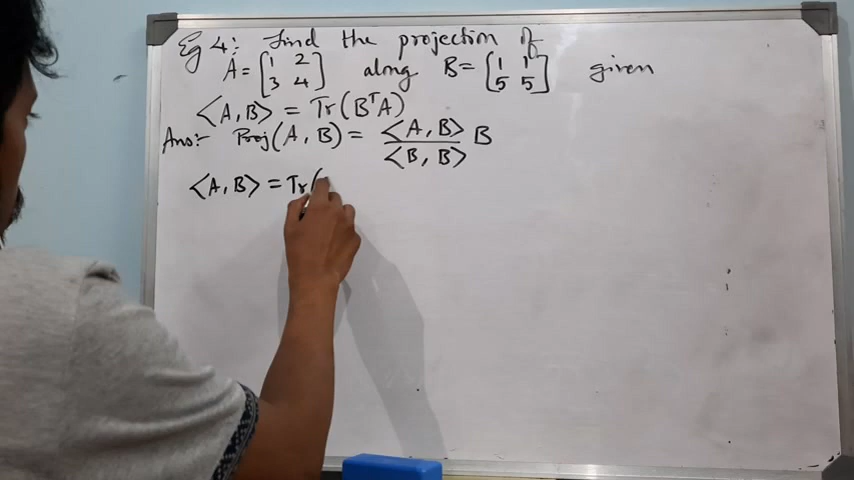 Eg 4: Find the projection of
A = [1 2 3 4] along B = [1 1 5 5] given
<A, B> = Tr(BᵀA)
Ans:- Proj(A, B) = <A, B> / <B, B> B
<A, B> = Tr(